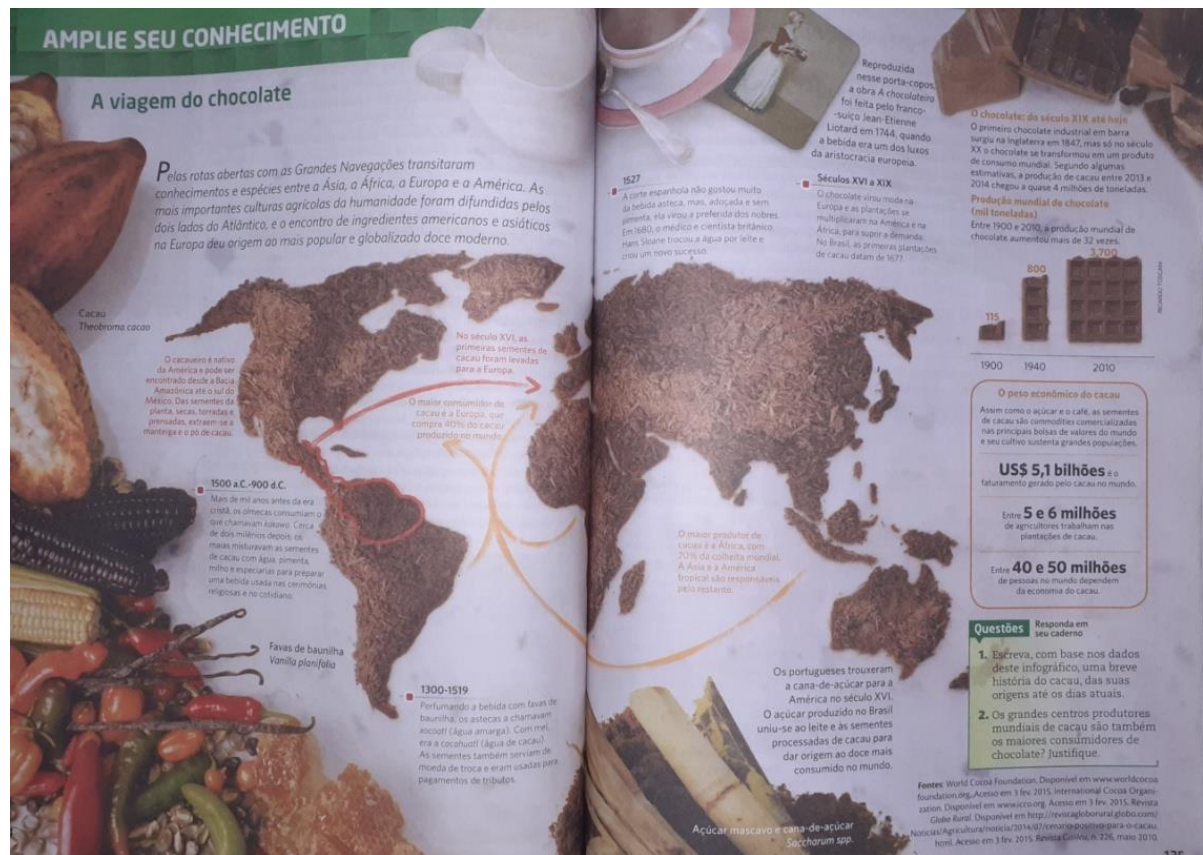 AMPLIE SEU CONHECIMENTO
A viagem do chocolate
Pelas rotas abertas com as Grandes Navegações transitaram
conhecimentos e espécies entre a Ásia, a África, a Europa e a América. As
mais importantes culturas agrícolas da humanidade foram difundidas pelos
dois lados do Atlântico, e o encontro de ingredientes americanos e asiáticos
na Europa deu origem ao mais popular e globalizado doce moderno.
Cacau
Theobroma cacao
O cacaueiro é nativo
da América e pode ser
encontrado desde a Bacia
Amazônica até o sul do
México. Das sementes da
planta, secas, torradas e
prensadas, extraem-se a
manteiga e o pó de cacau.
No século XVI, as
primeiras sementes de
cacau foram levadas
para a Europa.
O maior consumidor de
cacau é a Europa, que
compra 40% do cacau
produzido no mundo.
1500 a.C.-900 d.C.
Mais de mil anos antes da era
cristã, os olmecas consumiam o
que chamavam kakawa. Cerca
de dois milênios depois, os
maias misturavam as sementes
de cacau com água, pimenta,
milho e especiarias para preparar
uma bebida usada nas cerimônias
religiosas e no cotidiano.
Favas de baunilha
Vanilla planifolia
1300-1519
Perfumando a bebida com favas de
baunilha, os astecas a chamavam
xocoatl (água amarga). Com mel,
era a cacahuatl (água de cacau).
As sementes também serviam de
moeda de troca e eram usadas para
pagamentos de tributos.
Reproduzida
nesse porta-copos,
a obra A chocolateira
foi feita pelo franco-
-suíço Jean-Etienne
Liotard em 1744, quando
a bebida era um dos luxos
da aristocracia europeia.
1527
A corte espanhola não gostou muito
da bebida asteca, mas, adoçada e sem
pimenta, ela virou a preferida dos nobres.
Em 1680, o médico e cientista britânico
Hans Sloane trocou a água por leite e
criou um novo sucesso.
Séculos XVI a XIX
O chocolate virou moda na
Europa e as plantações se
multiplicaram na América e na
África, para suprir a demanda.
No Brasil, as primeiras plantações
de cacau datam de 1677.
O maior produtor de
cacau é a África, com
70% da colheita mundial.
A Ásia e a América
tropical são responsáveis
pelo restante.
Os portugueses trouxeram
a cana-de-açúcar para a
América no século XVI.
O açúcar produzido no Brasil
uniu-se ao leite e às sementes
processadas de cacau para
dar origem ao doce mais
consumido no mundo.
Açúcar mascavo e cana-de-açúcar
Saccharum spp.
O chocolate: do século XIX até hoje
O primeiro chocolate industrial em barra
surgiu na Inglaterra em 1847, mas só no século
XX o chocolate se transformou em um produto
de consumo mundial. Segundo algumas
estimativas, a produção de cacau entre 2013 e
2014 chegou a quase 4 milhões de toneladas.
Produção mundial de chocolate
(mil toneladas)
Entre 1900 e 2010, a produção mundial de
chocolate aumentou mais de 32 vezes.
115
800
3.700
1900 1940 2010
O peso econômico do cacau
Assim como o açúcar e o café, as sementes
de cacau são commodities comercializadas
nas principais bolsas de valores do mundo
e seu cultivo sustenta grandes populações.
US$ 5,1 bilhões é o
faturamento gerado pelo cacau no mundo.
Entre 5 e 6 milhões
de agricultores trabalham nas
plantações de cacau.
Entre 40 e 50 milhões
de pessoas no mundo dependem
da economia do cacau.
Questões Responda em
seu caderno
1. Escreva, com base nos dados
deste infográfico, uma breve
história do cacau, das suas
origens até os dias atuais.
2. Os grandes centros produtores
mundiais de cacau são também
os maiores consumidores de
chocolate? Justifique.
Fontes: World Cocoa Foundation. Disponível em www.worldcocoa
foundation.org. Acesso em 3 fev. 2015. International Cocoa Organi-
zation. Disponível em www.icco.org. Acesso em 3 fev. 2015. Revista
Globo Rural. Disponível em
Noticias/Agricultura/noticia/2014/07/cenario-positivo-para-o-cacau.
html. Acesso em 3 fev. 2015. Revista n. 226, maio 2010.